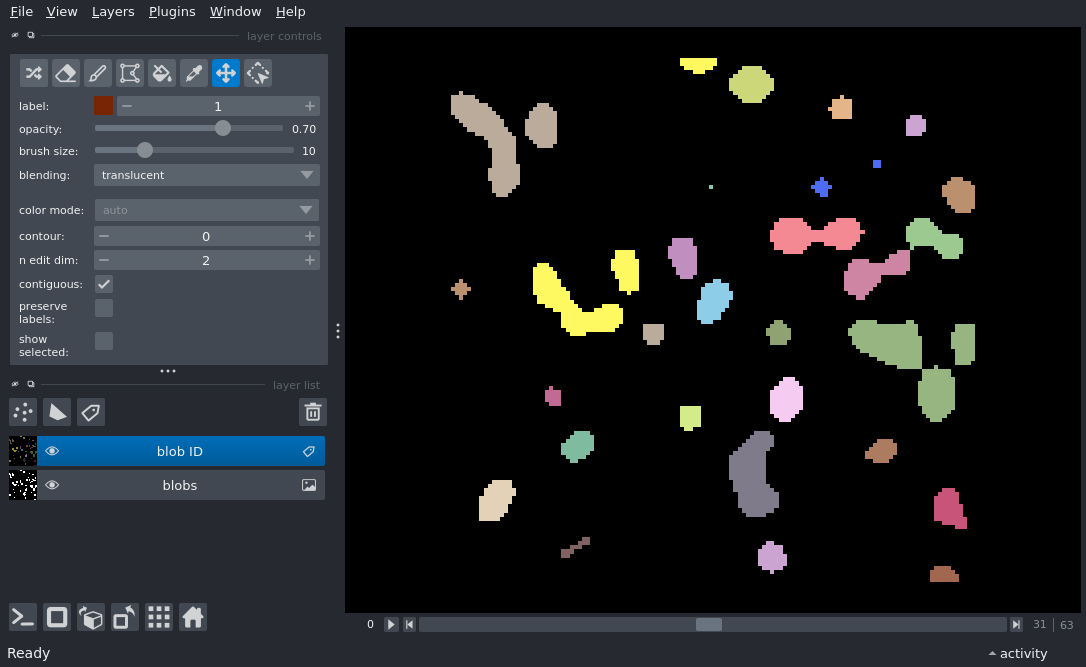 File View Layers Plugins Window Help
layer controls
label: 1
opacity: 0.70
brush size: 10
blending: translucent
color mode: auto
contour: 0
n edit dim: 2
contiguous:
preserve
labels:
show
selected:
layer list
blob ID
blobs
0 31 63
Ready activity